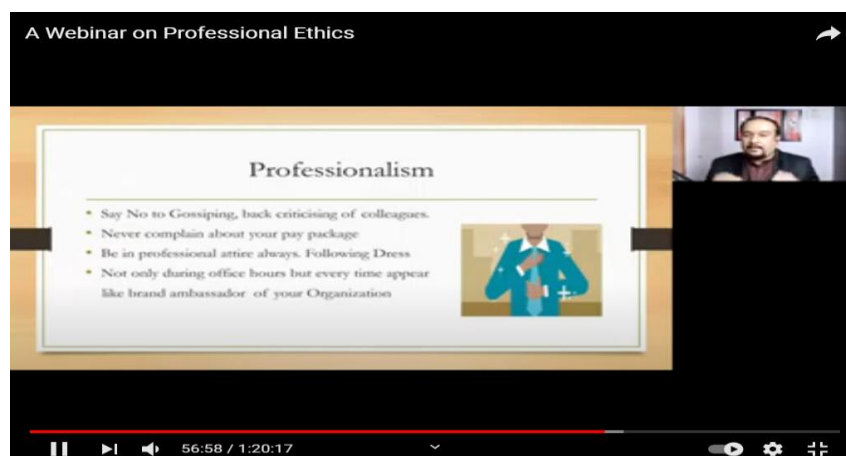 A Webinar on Professional Ethics
Professionalism
Say No to Gossiping, back criticising of colleagues.
Never complain about your pay package
Be in professional attire always. Following Dress
Not only during office hours but every time appear
like brand ambassador of your Organization
56:58 / 1:20:17